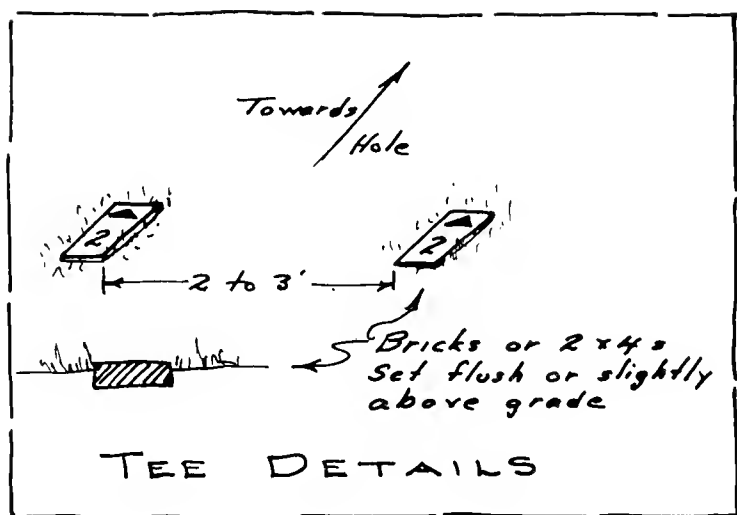 Towards
Hole
2
2
2 to 3'
Bricks or 2x4s
Set flush or slightly
above grade
TEE DETAILS